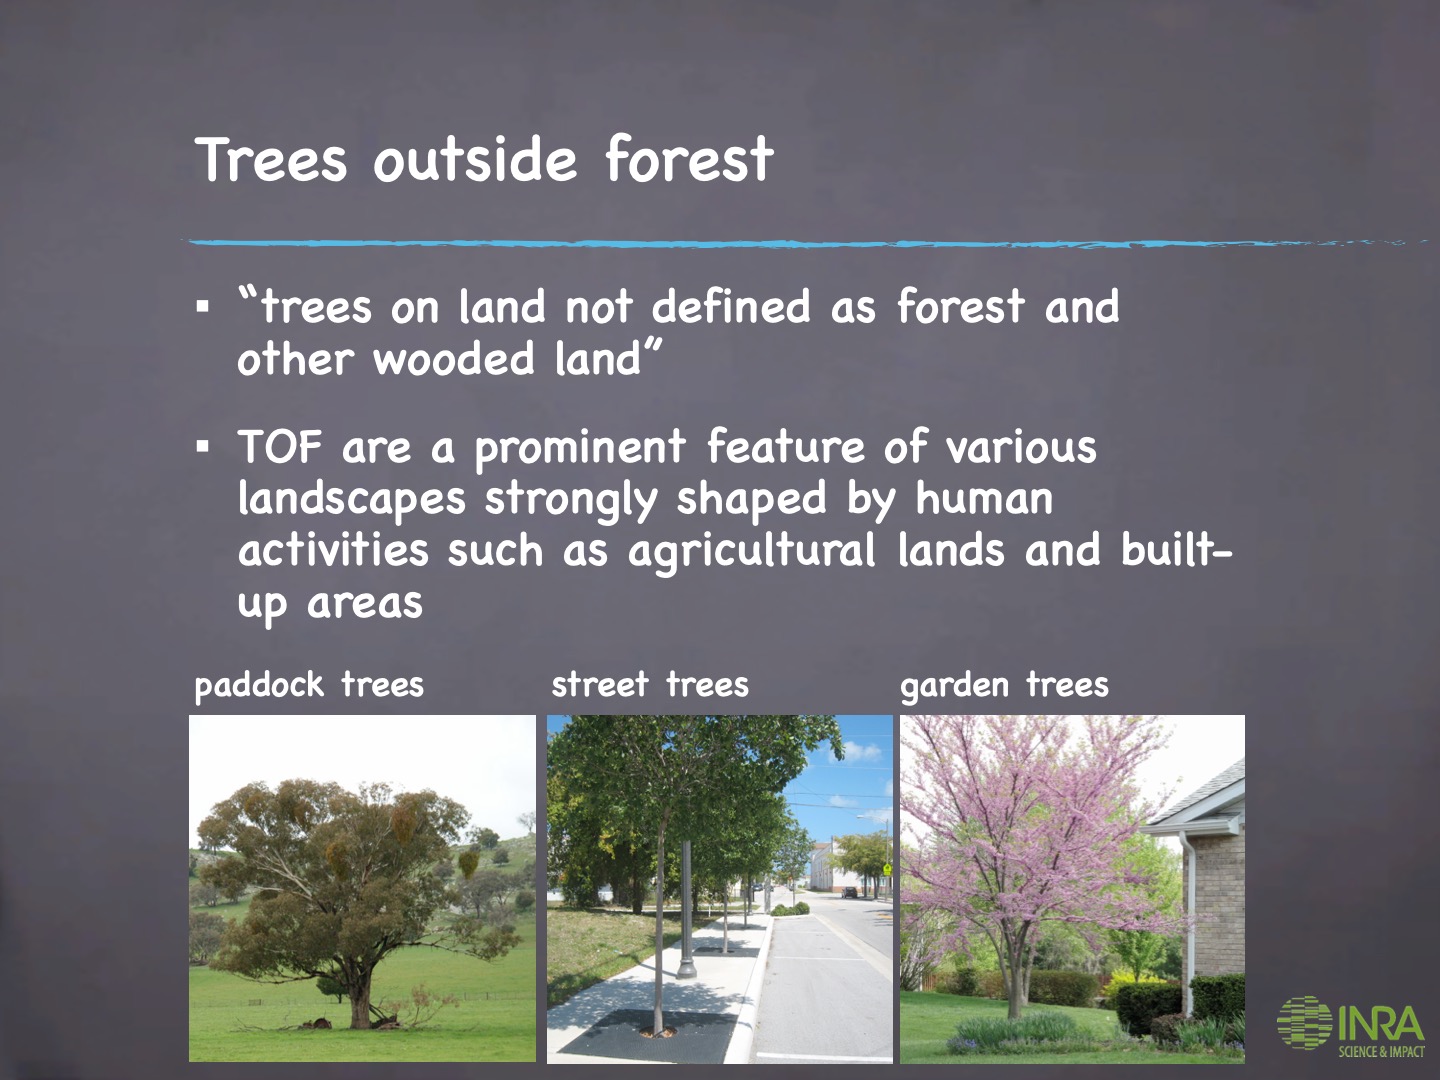 Trees outside forest
▪ “trees on land not defined as forest and
other wooded land”
▪ TOF are a prominent feature of various
landscapes strongly shaped by human
activities such as agricultural lands and built-
up areas
paddock trees
street trees
garden trees
INRA
SCIENCE & IMPACT